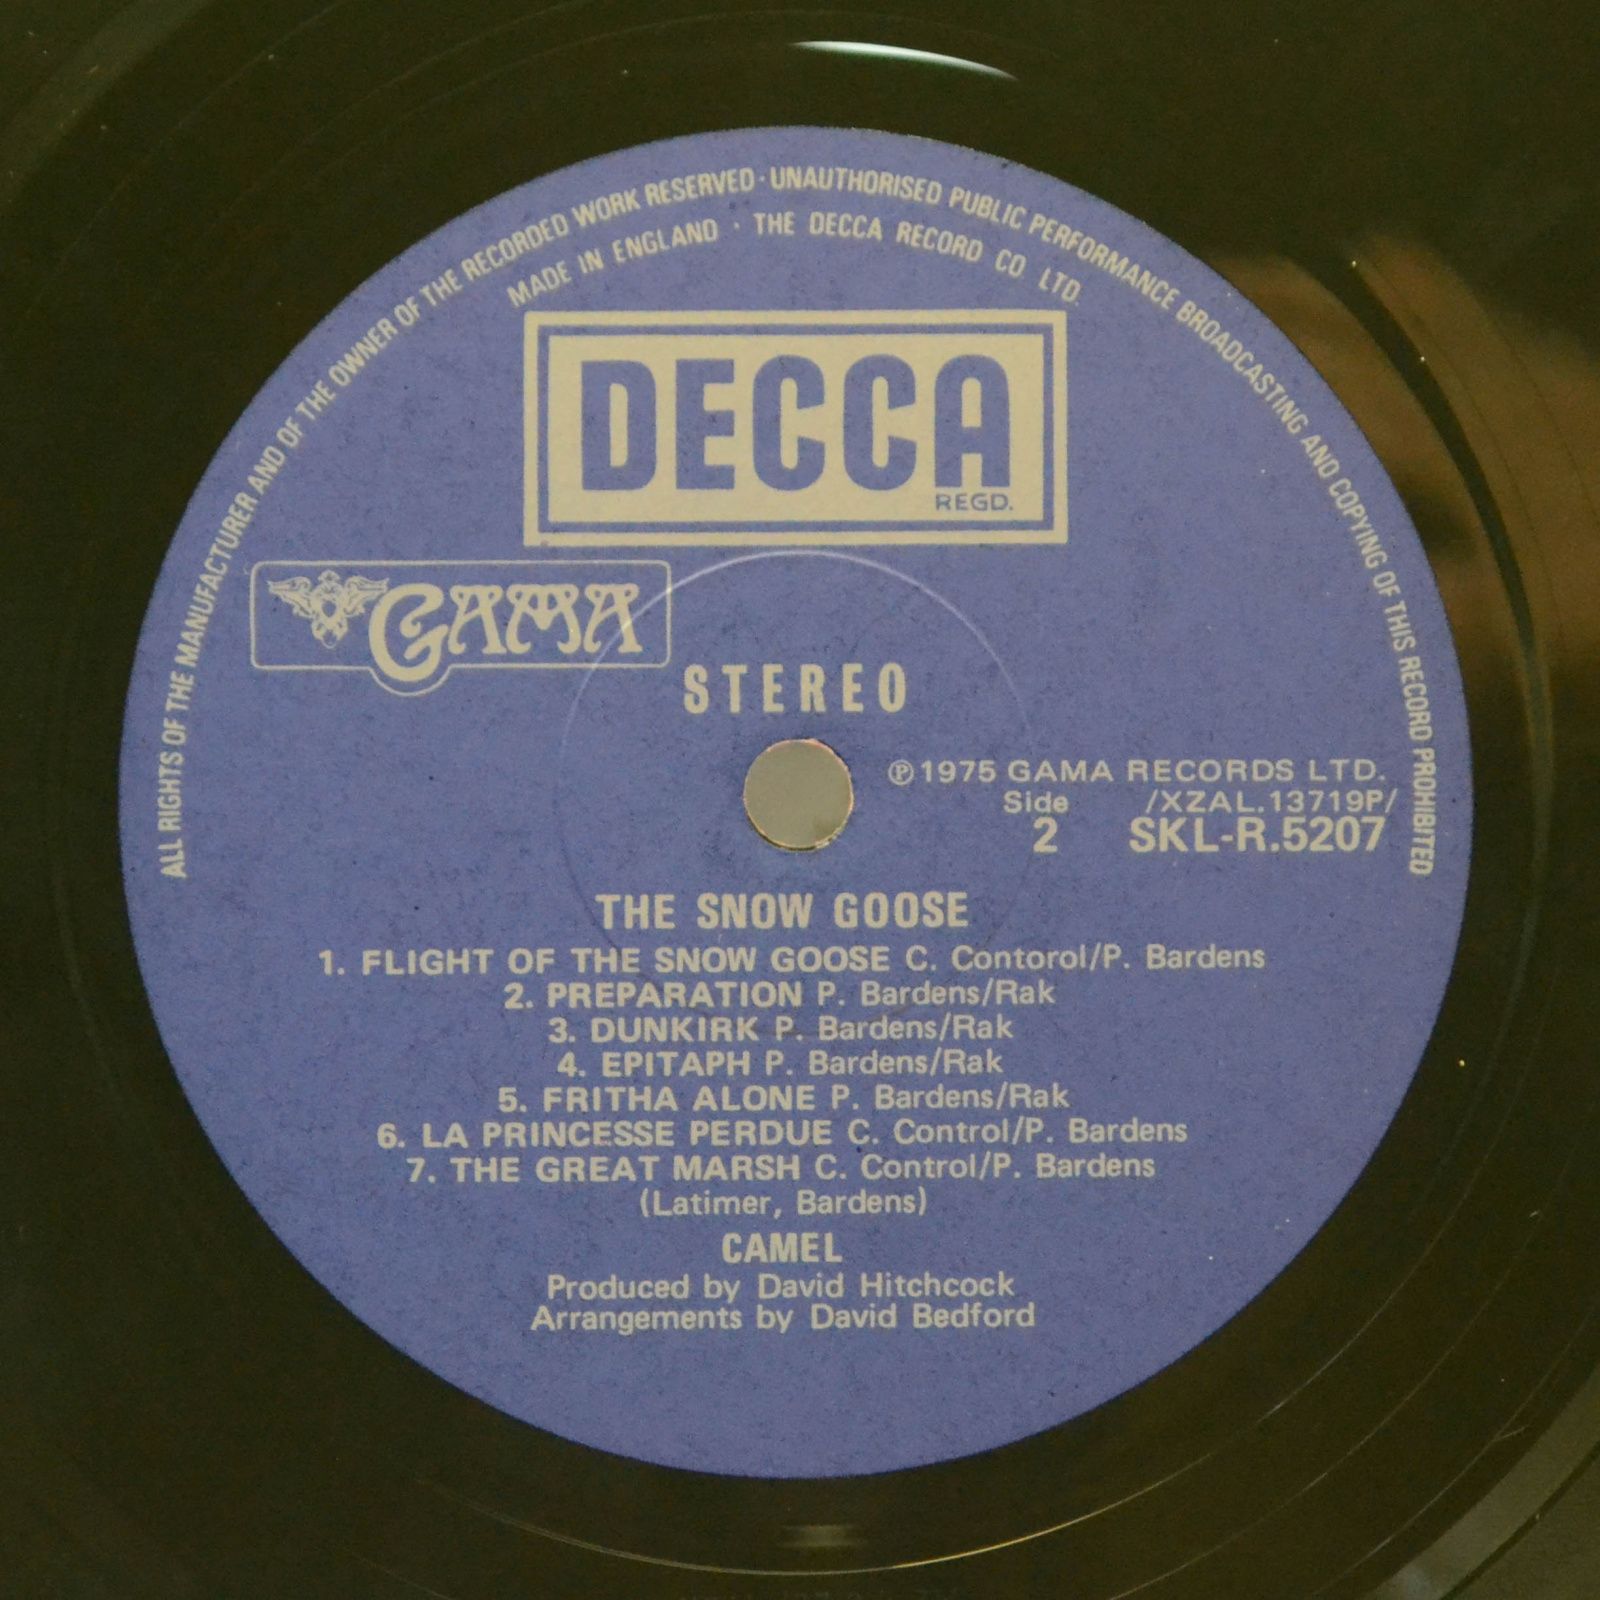 ALL RIGHTS OF THE MANUFACTURER AND OF THE OWNER OF THE RECORDED WORK RESERVED · UNAUTHORISED PUBLIC PERFORMANCE BROADCASTING AND COPYING OF THIS RECORD PROHIBITED
MADE IN ENGLAND · THE DECCA RECORD CO LTD.
DECCA
REGD.
GAMA
STEREO
℗1975 GAMA RECORDS LTD.
Side /XZAL.13719P/
2 SKL-R.5207
THE SNOW GOOSE
1. FLIGHT OF THE SNOW GOOSE C. Contorol/P. Bardens
2. PREPARATION P. Bardens/Rak
3. DUNKIRK P. Bardens/Rak
4. EPITAPH P. Bardens/Rak
5. FRITHA ALONE P. Bardens/Rak
6. LA PRINCESSE PERDUE C. Control/P. Bardens
7. THE GREAT MARSH C. Control/P. Bardens
(Latimer, Bardens)
CAMEL
Produced by David Hitchcock
Arrangements by David Bedford